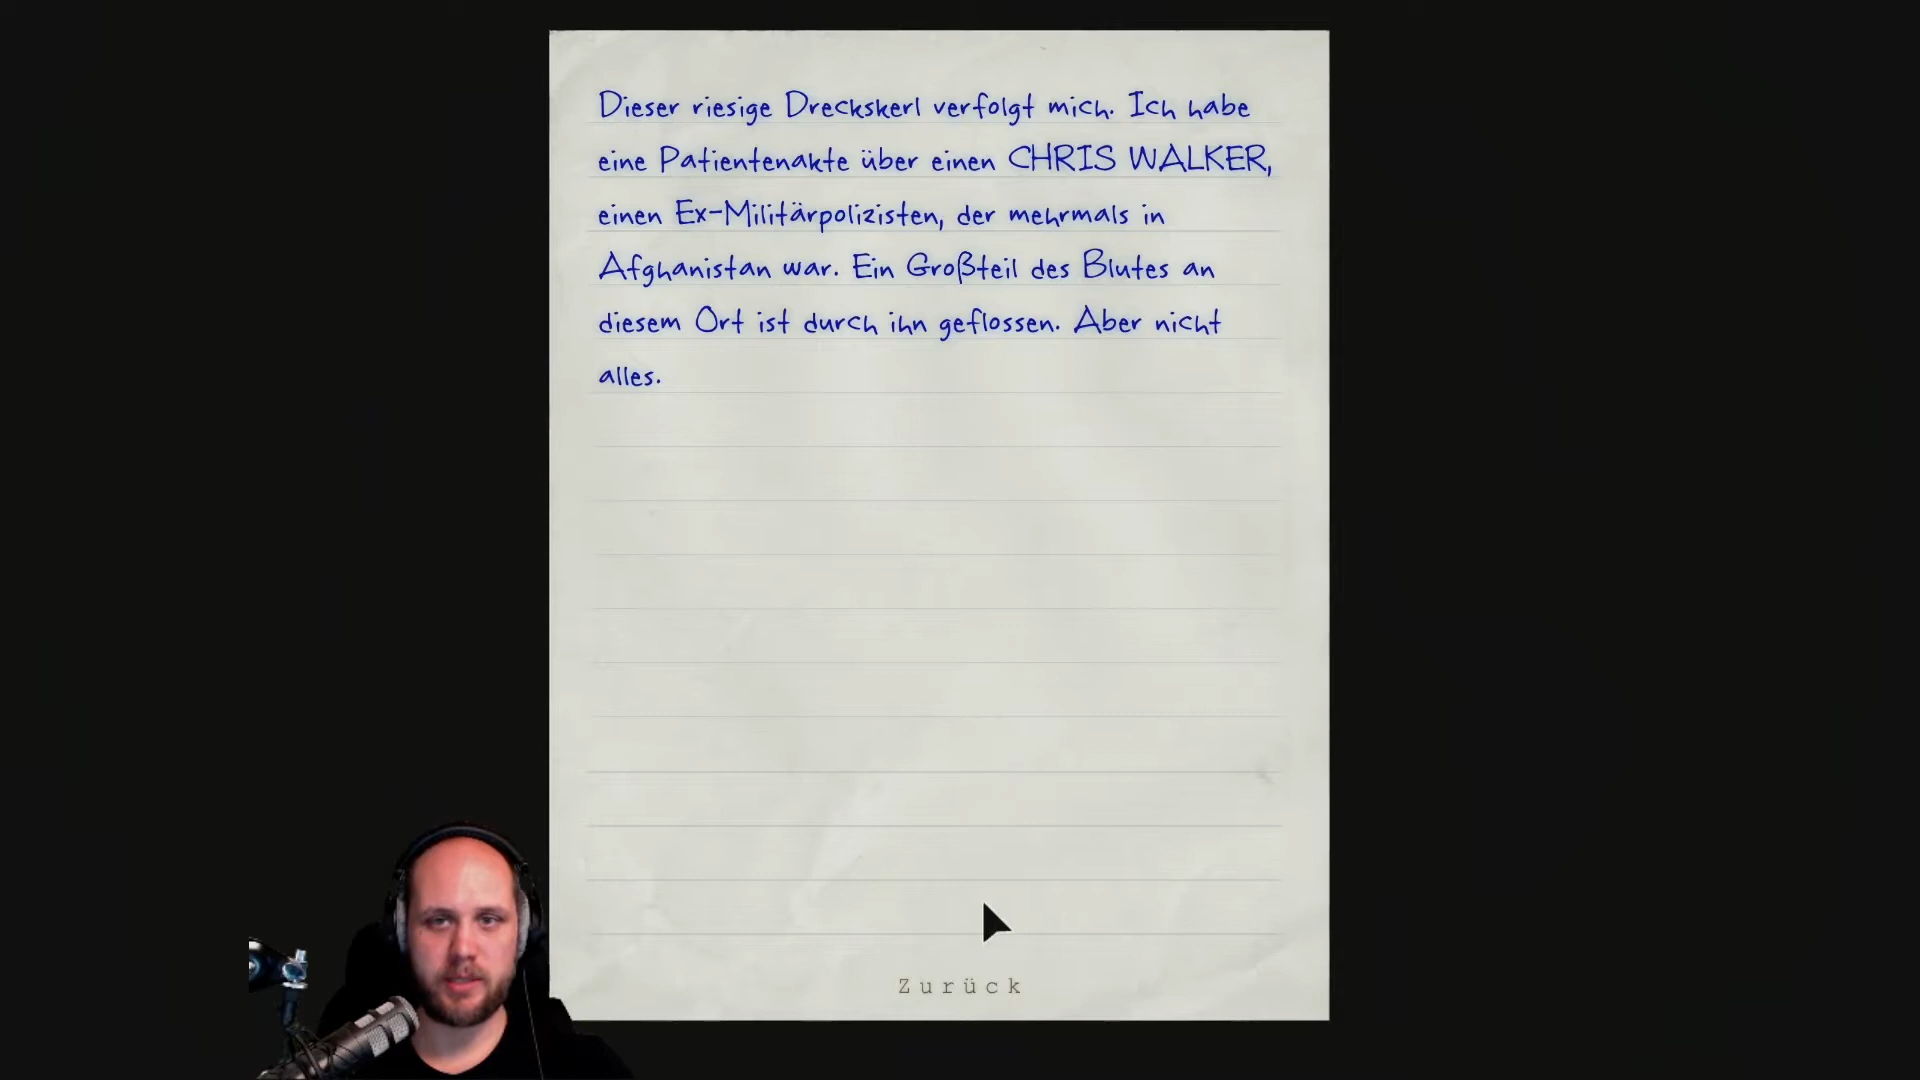 Dieser riesige Dreckskerl verfolgt mich. Ich habe
eine Patientenakte über einen CHRIS WALKER,
einen Ex-Militärpolizisten, der mehrmals in
Afghanistan war. Ein Großteil des Blutes an
diesem Ort ist durch ihn geflossen. Aber nicht
alles.
Zurück